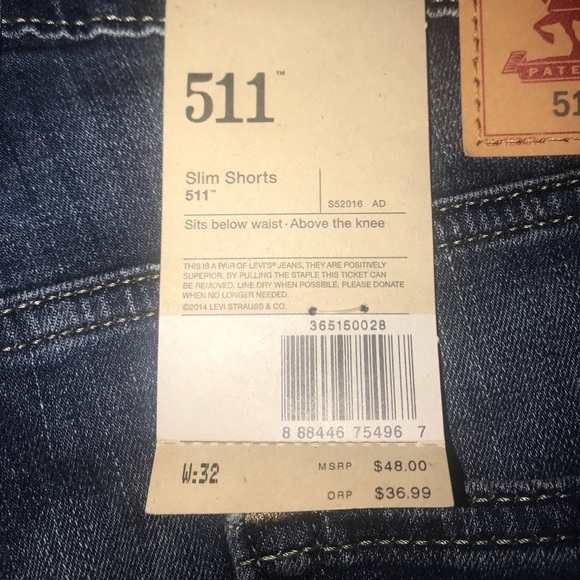 511™
PATE
51
Slim Shorts
511™
S52016 AD
Sits below waist · Above the knee
THIS IS A PAIR OF LEVI'S® JEANS, THEY ARE POSITIVELY
SUPERIOR. BY PULLING THE STAPLE THIS TICKET CAN
BE REMOVED. LINE DRY WHEN POSSIBLE. PLEASE DONATE
WHEN NO LONGER NEEDED.
©2014 LEVI STRAUSS & CO.
365150028
8 88446 75496 7
W:32
MSRP $48.00
ORP $36.99